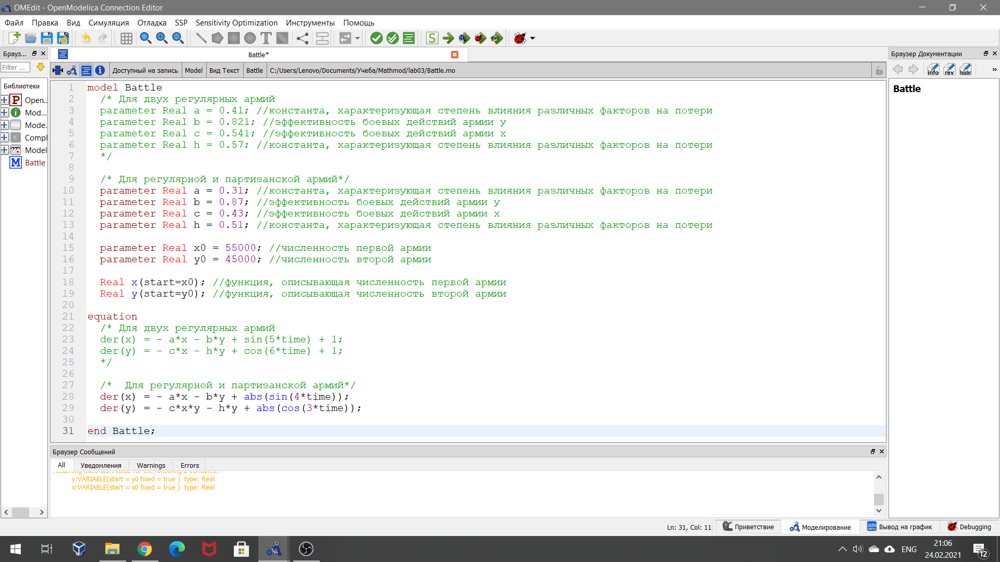 OMEdit - OpenModelica Connection Editor
Файл Правка Вид Симуляция Отладка SSP Sensitivity Optimization Инструменты Помощь
Брауз...
Battle*
Браузер Документации
Filter ...
Доступный на запись Model Вид Текст Battle C:/Users/Lenovo/Documents/Учеба/Mathmod/lab03/Battle.mo
info rev header »
Библиотеки
P Open..
i Mod...
Mode.
C Compl
Model
M Battle
Battle
1 model Battle
2 /* Для двух регулярных армий
3 parameter Real a = 0.41; //константа, характеризующая степень влияния различных факторов на потери
4 parameter Real b = 0.821; //эффективность боевых действий армии у
5 parameter Real c = 0.541; //эффективность боевых действий армии х
6 parameter Real h = 0.57; //константа, характеризующая степень влияния различных факторов на потери
7 */
8
9 /* Для регулярной и партизанской армий*/
10 parameter Real a = 0.31; //константа, характеризующая степень влияния различных факторов на потери
11 parameter Real b = 0.87; //эффективность боевых действий армии у
12 parameter Real c = 0.43; //эффективность боевых действий армии х
13 parameter Real h = 0.51; //константа, характеризующая степень влияния различных факторов на потери
14
15 parameter Real x0 = 55000; //численность первой армии
16 parameter Real y0 = 45000; //численность второй армии
17
18 Real x(start=x0); //функция, описывающая численность первой армии
19 Real y(start=y0); //функция, описывающая численность второй армии
20
21 equation
22 /* Для двух регулярных армий
23 der(x) = - a*x - b*y + sin(5*time) + 1;
24 der(y) = - c*x - h*y + cos(6*time) + 1;
25 */
26
27 /*  Для регулярной и партизанской армий*/
28 der(x) = - a*x - b*y + abs(sin(4*time));
29 der(y) = - c*x*y - h*y + abs(cos(3*time));
30
31 end Battle;
Браузер Сообщений
All Уведомления Warnings Errors
Assuming fixed start value for the following 2 variables:
y:VARIABLE(start = y0 fixed = true ) type: Real
x:VARIABLE(start = x0 fixed = true ) type: Real
Ln: 31, Col: 11 Приветствие Моделирование Вывод на график Debugging
ENG
21:06
24.02.2021
12